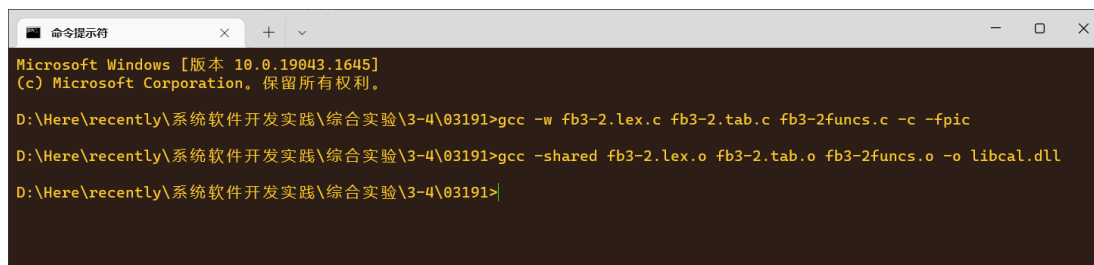 命令提示符
Microsoft Windows [版本 10.0.19043.1645]
(c) Microsoft Corporation。保留所有权利。
D:\Here\recently\系统软件开发实践\综合实验\3-4\03191>gcc -w fb3-2.lex.c fb3-2.tab.c fb3-2funcs.c -c -fpic
D:\Here\recently\系统软件开发实践\综合实验\3-4\03191>gcc -shared fb3-2.lex.o fb3-2.tab.o fb3-2funcs.o -o libcal.dll
D:\Here\recently\系统软件开发实践\综合实验\3-4\03191>